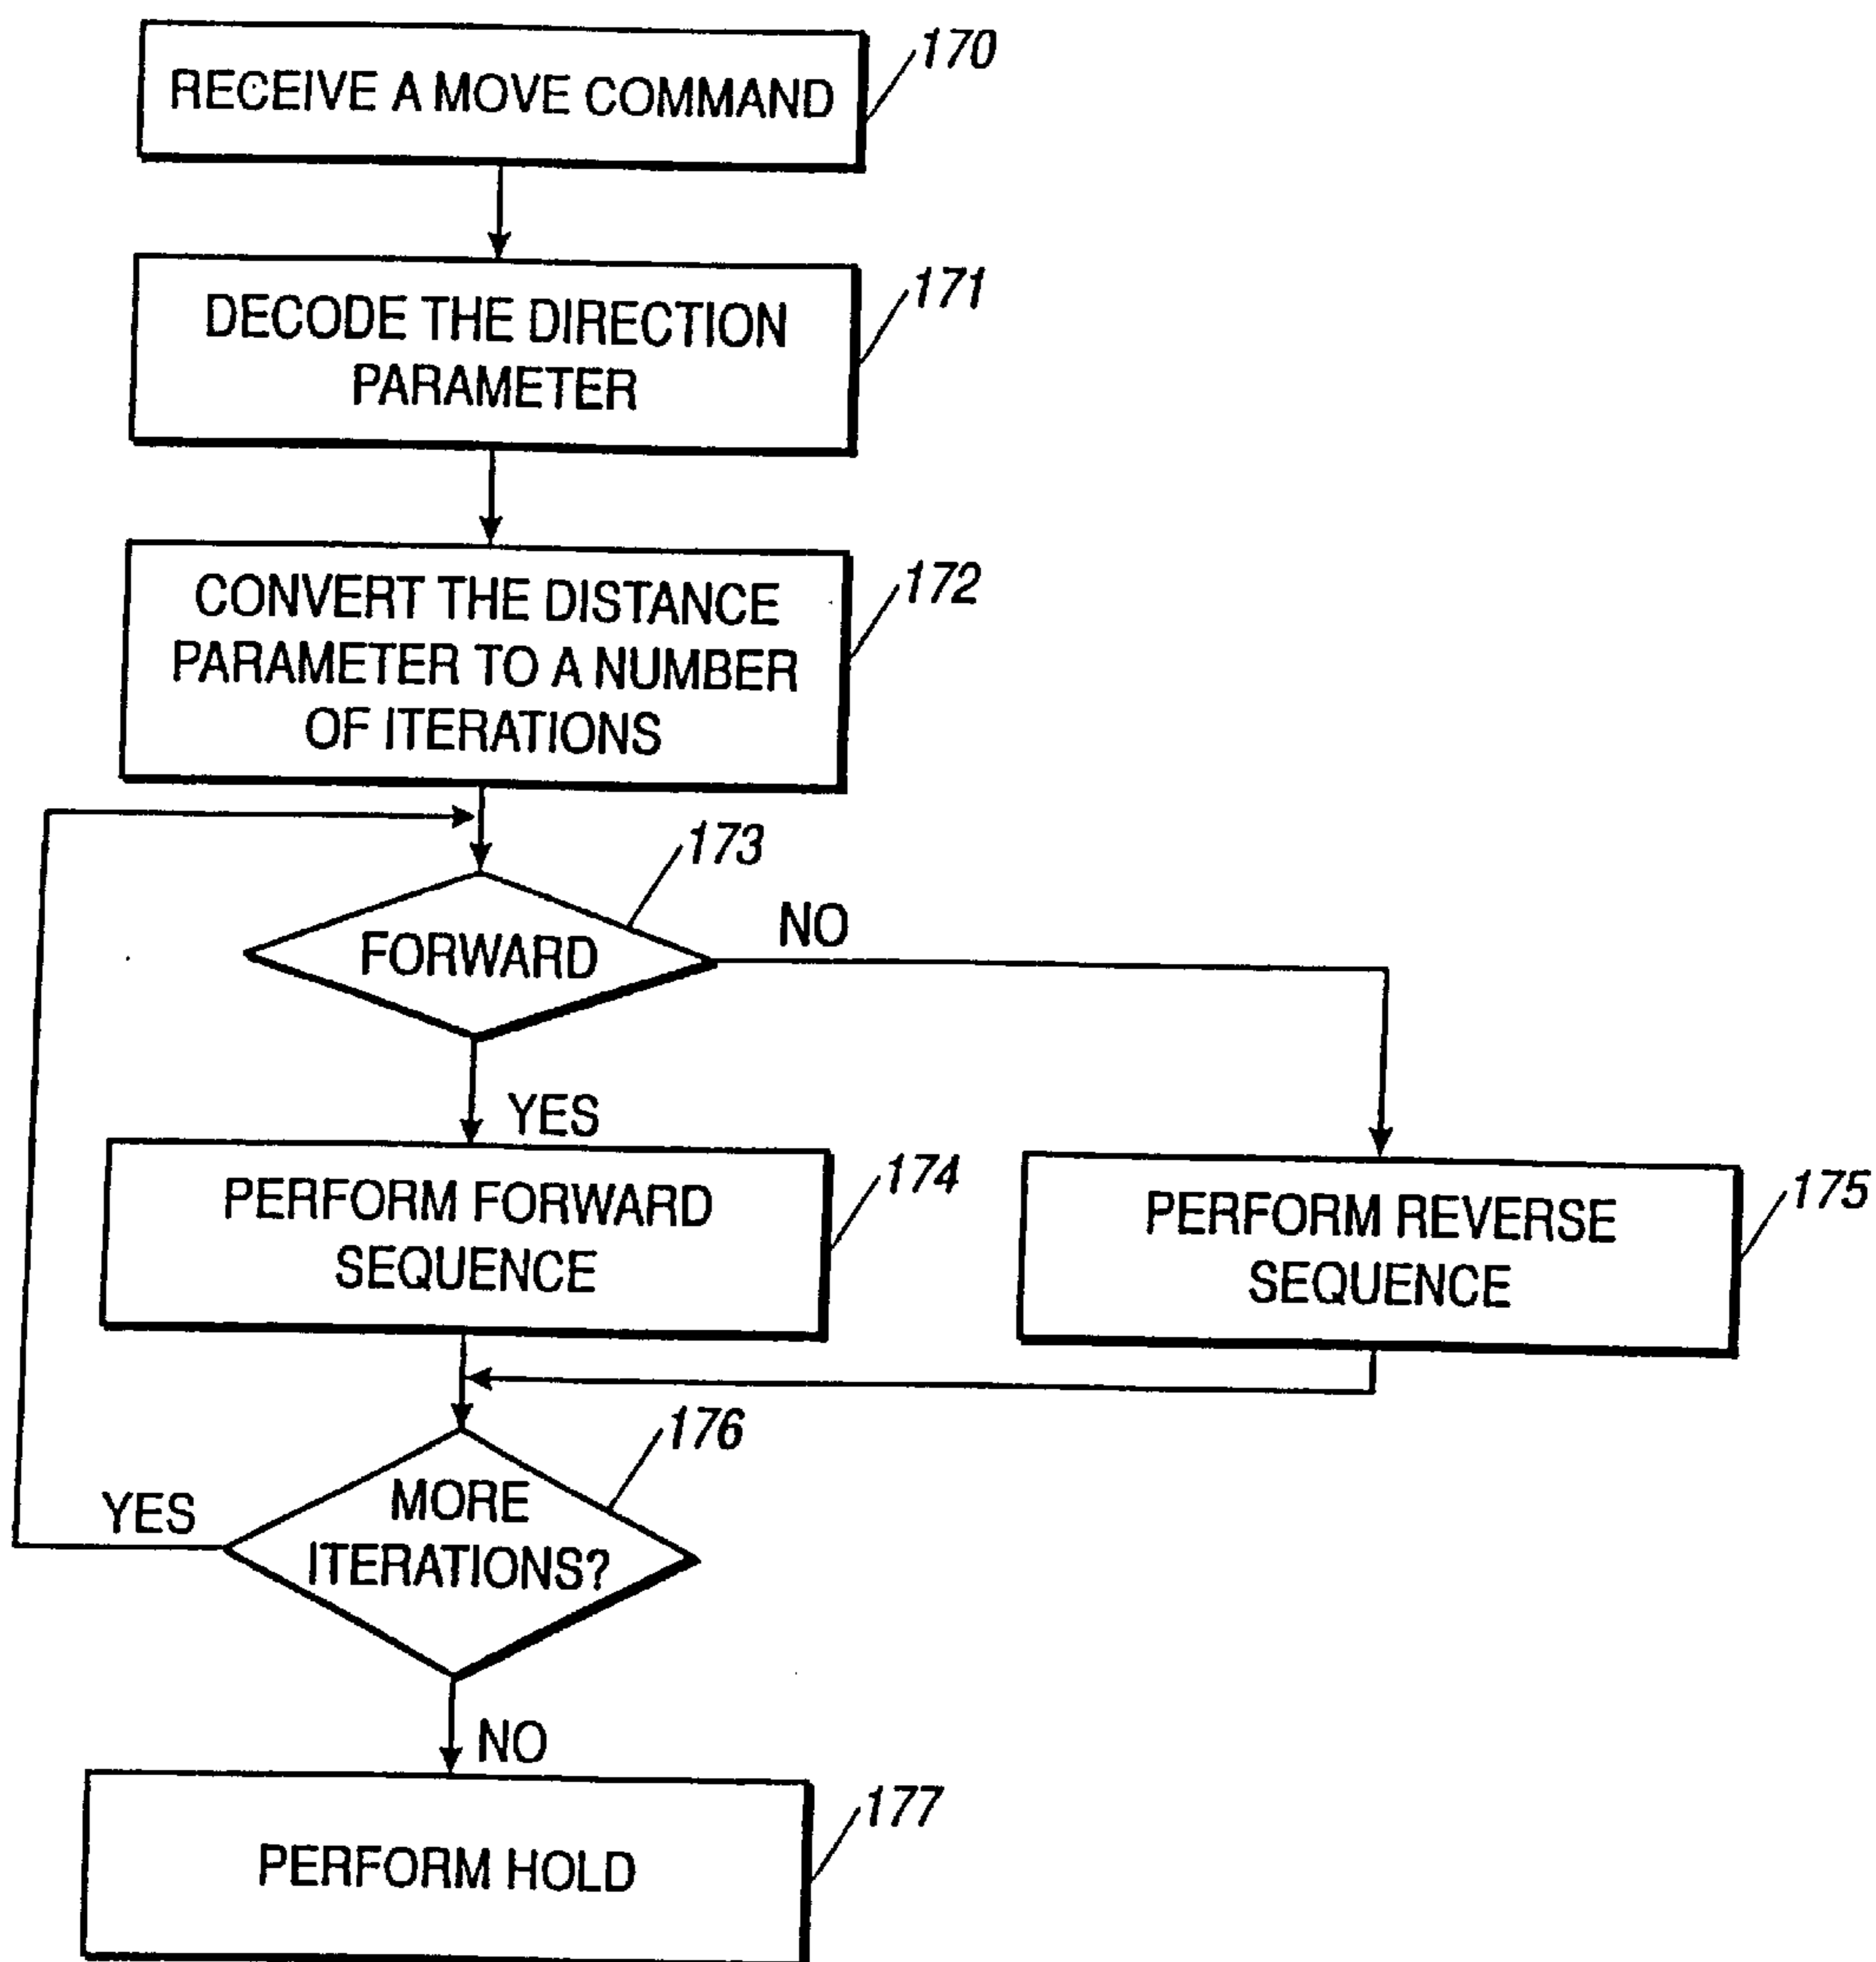 170
RECEIVE A MOVE COMMAND
171
DECODE THE DIRECTION
PARAMETER
172
CONVERT THE DISTANCE
PARAMETER TO A NUMBER
OF ITERATIONS
173
FORWARD
NO
YES
174
PERFORM FORWARD
SEQUENCE
175
PERFORM REVERSE
SEQUENCE
176
MORE
ITERATIONS?
YES
NO
177
PERFORM HOLD